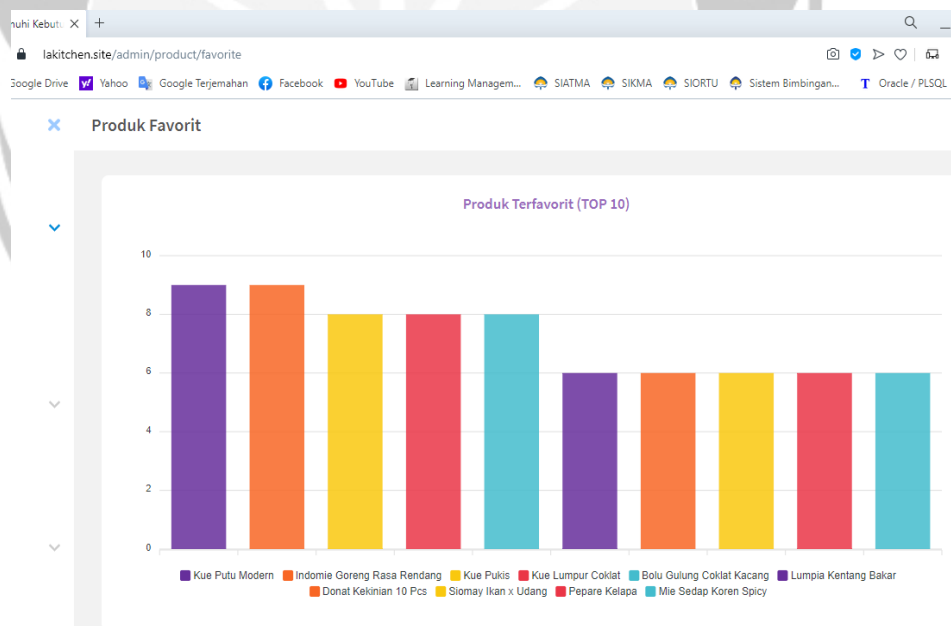 nuhi Kebutu
lakitchen.site/admin/product/favorite
Google Drive Yahoo Google Terjemahan Facebook YouTube Learning Managem... SIATMA SIKMA SIORTU Sistem Bimbingan... T Oracle / PLSQL
Produk Favorit
Produk Terfavorit (TOP 10)
10
8
6
4
2
0
Kue Putu Modern Indomie Goreng Rasa Rendang Kue Pukis Kue Lumpur Coklat Bolu Gulung Coklat Kacang Lumpia Kentang Bakar
Donat Kekinian 10 Pcs Siomay Ikan x Udang Pepare Kelapa Mie Sedap Koren Spicy